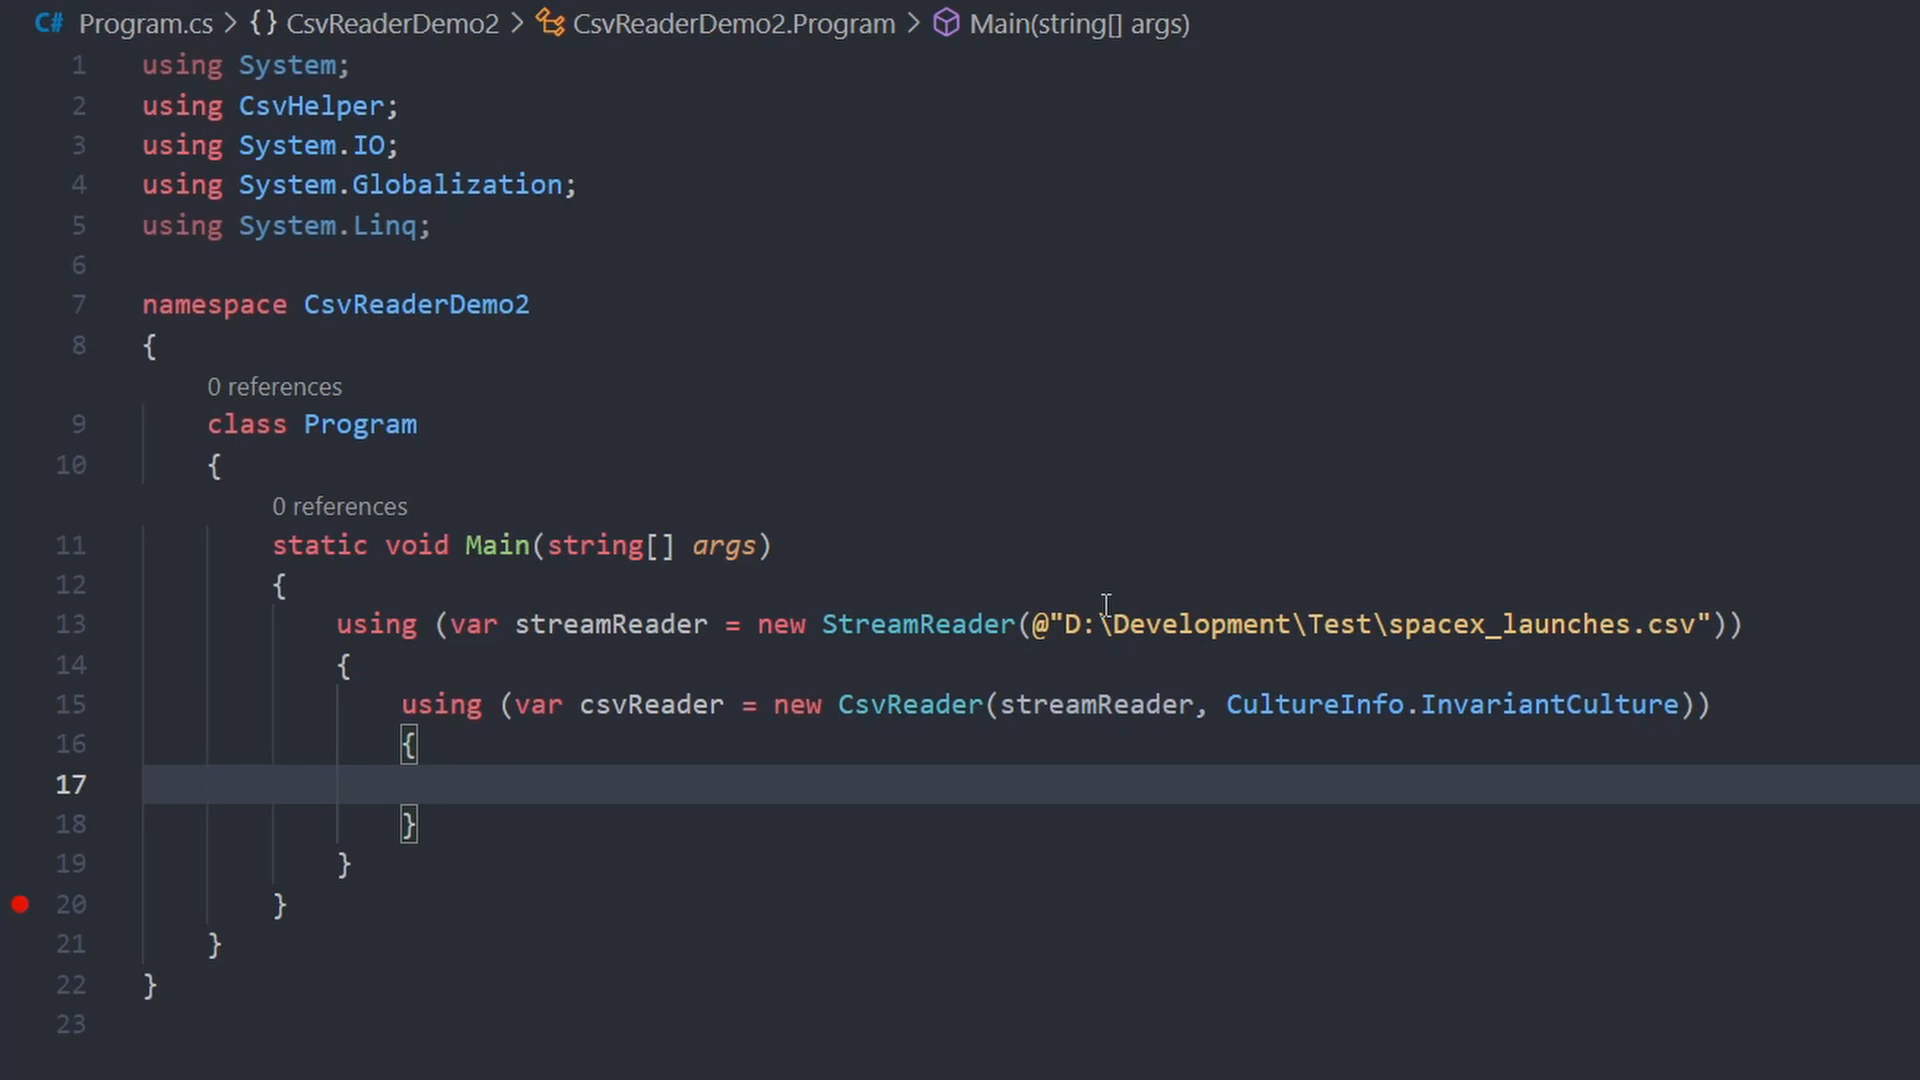 C# Program.cs > {} CsvReaderDemo2 > CsvReaderDemo2.Program > Main(string[] args)
1 using System;
2 using CsvHelper;
3 using System.IO;
4 using System.Globalization;
5 using System.Linq;
6
7 namespace CsvReaderDemo2
8 {
0 references
9 class Program
10 {
0 references
11 static void Main(string[] args)
12 {
13 using (var streamReader = new StreamReader(@"D:\Development\Test\spacex_launches.csv"))
14 {
15 using (var csvReader = new CsvReader(streamReader, CultureInfo.InvariantCulture))
16 {
17
18 }
19 }
20 }
21 }
22 }
23